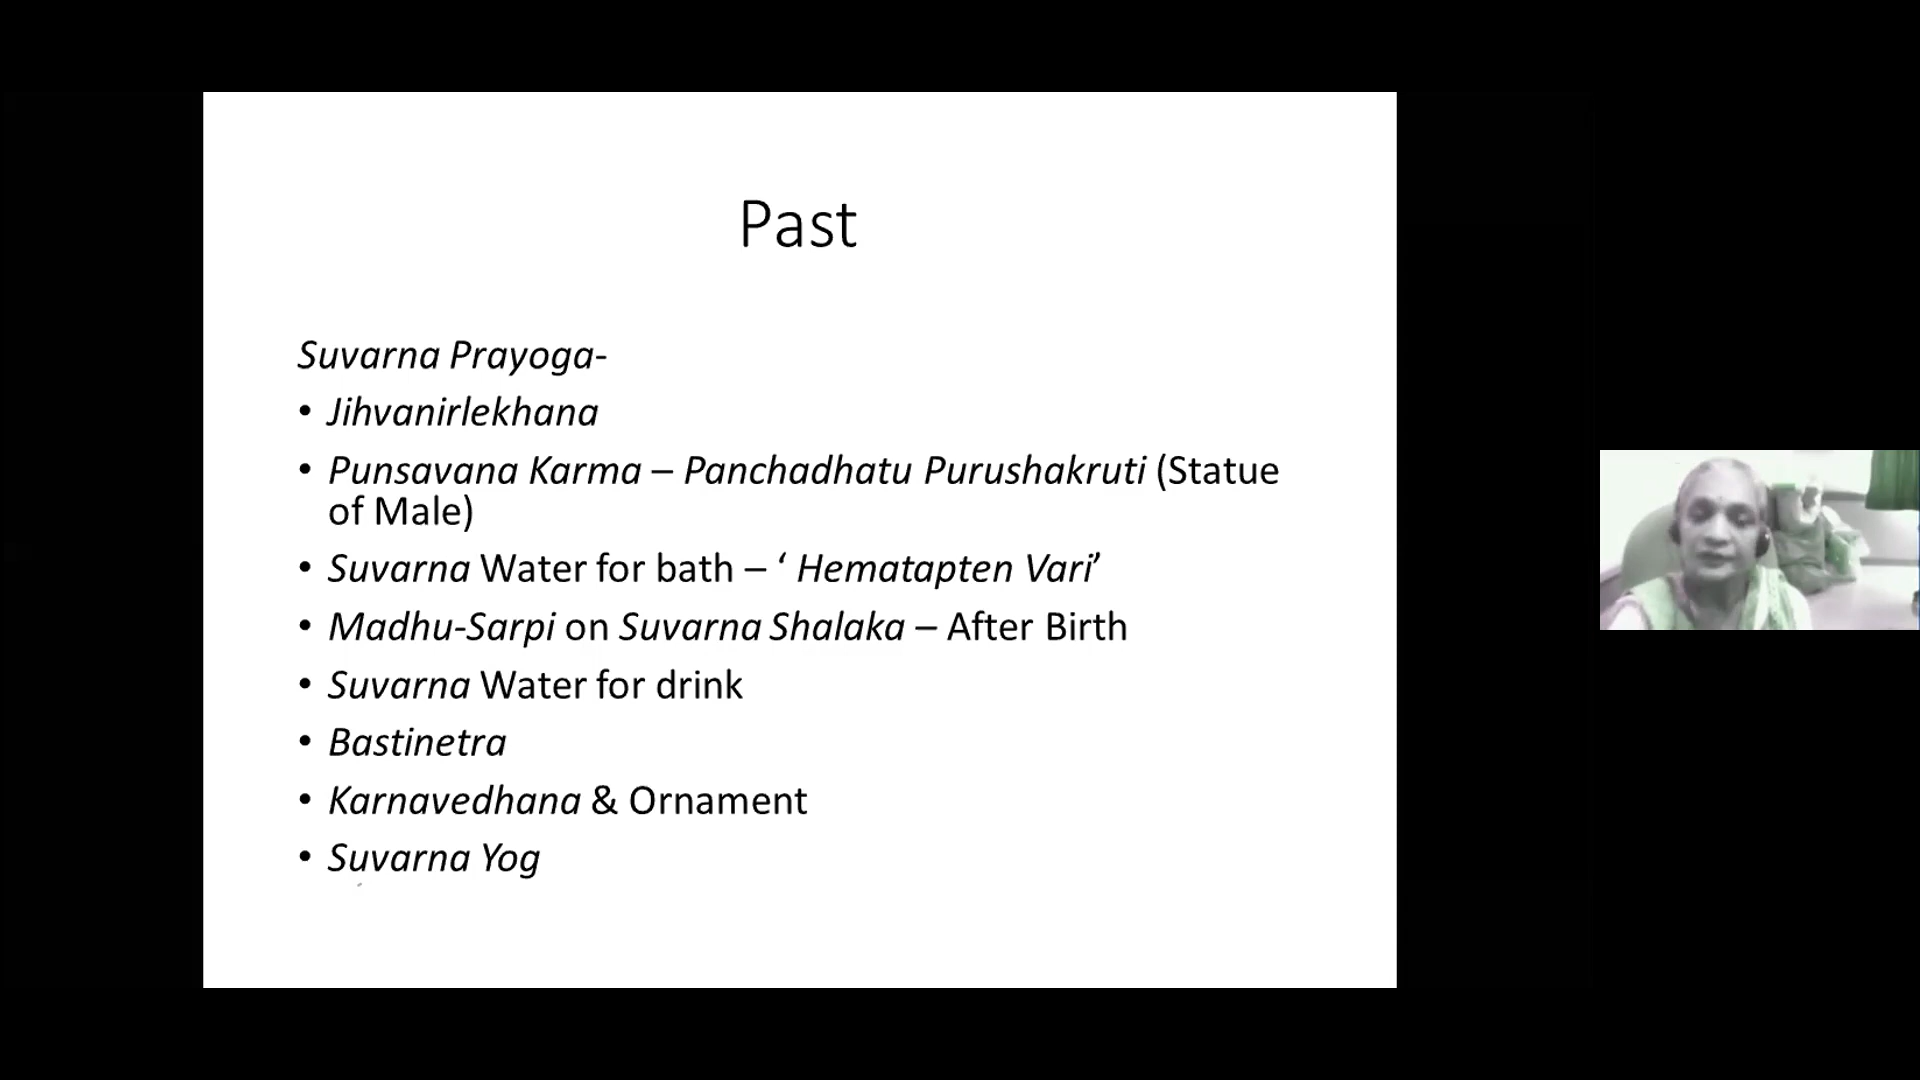 Past
Suvarna Prayoga-
• Jihvanirlekhana
• Punsavana Karma – Panchadhatu Purushakruti (Statue
of Male)
• Suvarna Water for bath – ‘ Hematapten Vari’
• Madhu-Sarpi on Suvarna Shalaka – After Birth
• Suvarna Water for drink
• Bastinetra
• Karnavedhana & Ornament
• Suvarna Yog